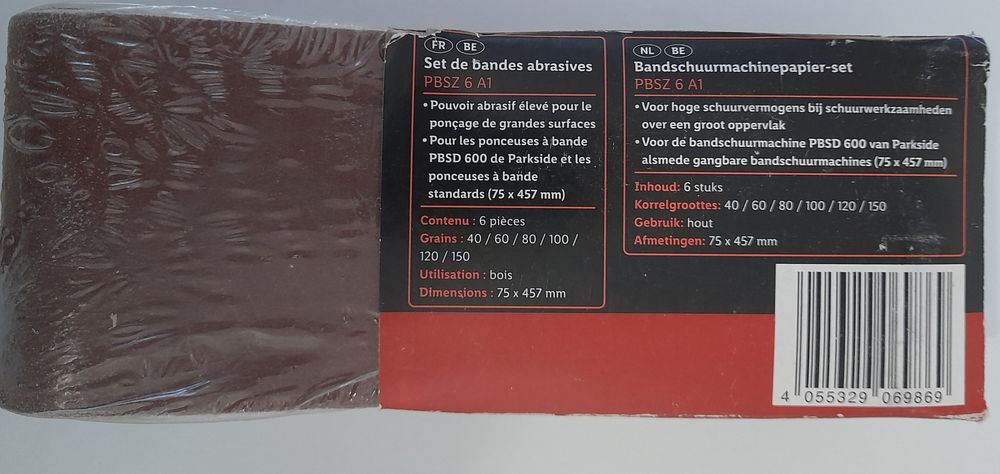 FR BE
Set de bandes abrasives
PBSZ 6 A1
• Pouvoir abrasif élevé pour le
ponçage de grandes surfaces
• Pour les ponceuses à bande
PBSD 600 de Parkside et les
ponceuses à bande
standards (75 x 457 mm)
Contenu : 6 pièces
Grains : 40 / 60 / 80 / 100 /
120 / 150
Utilisation : bois
Dimensions : 75 x 457 mm
NL BE
Bandschuurmachinepapier-set
PBSZ 6 A1
• Voor hoge schuurvermogens bij schuurwerkzaamheden
over een groot oppervlak
• Voor de bandschuurmachine PBSD 600 van Parkside
alsmede gangbare bandschuurmachines (75 x 457 mm)
Inhoud: 6 stuks
Korrelgroottes: 40 / 60 / 80 / 100 / 120 / 150
Gebruik: hout
Afmetingen: 75 x 457 mm
4 055329 069869